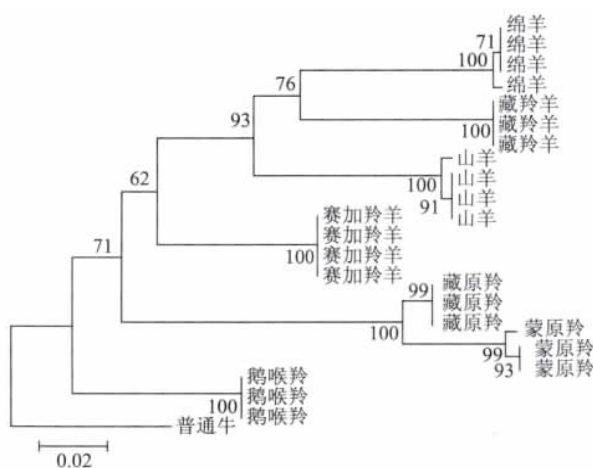 绵羊
71 绵羊
绵羊
100
绵羊
76
藏羚羊
藏羚羊
100 藏羚羊
93
山羊
100 山羊
山羊
91 山羊
62
赛加羚羊
赛加羚羊
100 赛加羚羊
赛加羚羊
71
99 藏原羚
藏原羚
藏原羚
100
蒙原羚
99 蒙原羚
93 蒙原羚
鹅喉羚
鹅喉羚
100 鹅喉羚
普通牛
0.02